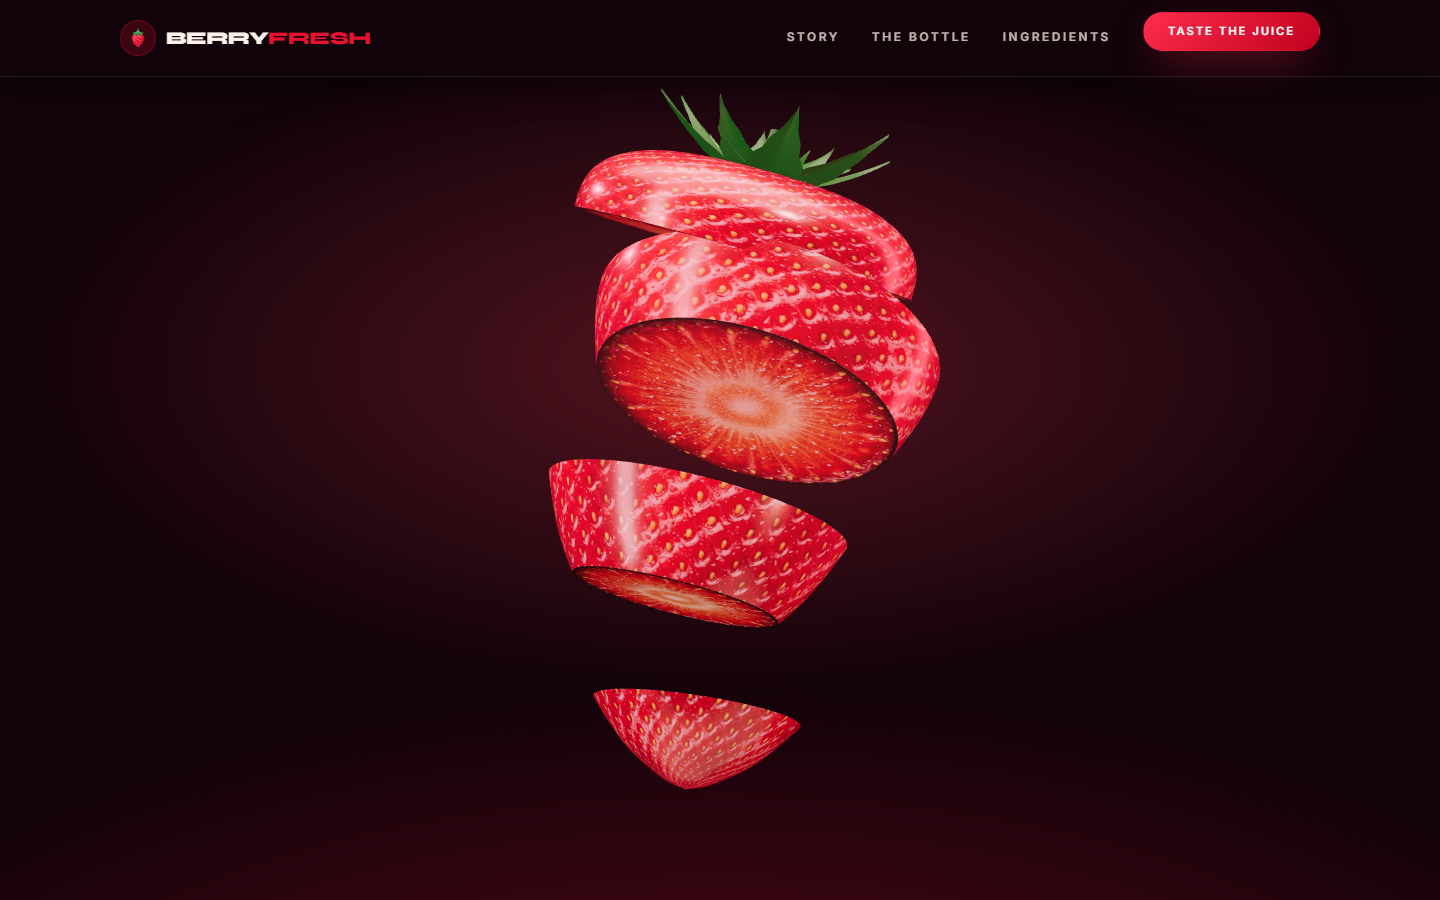 BERRYFRESH
STORY
THE BOTTLE
INGREDIENTS
TASTE THE JUICE